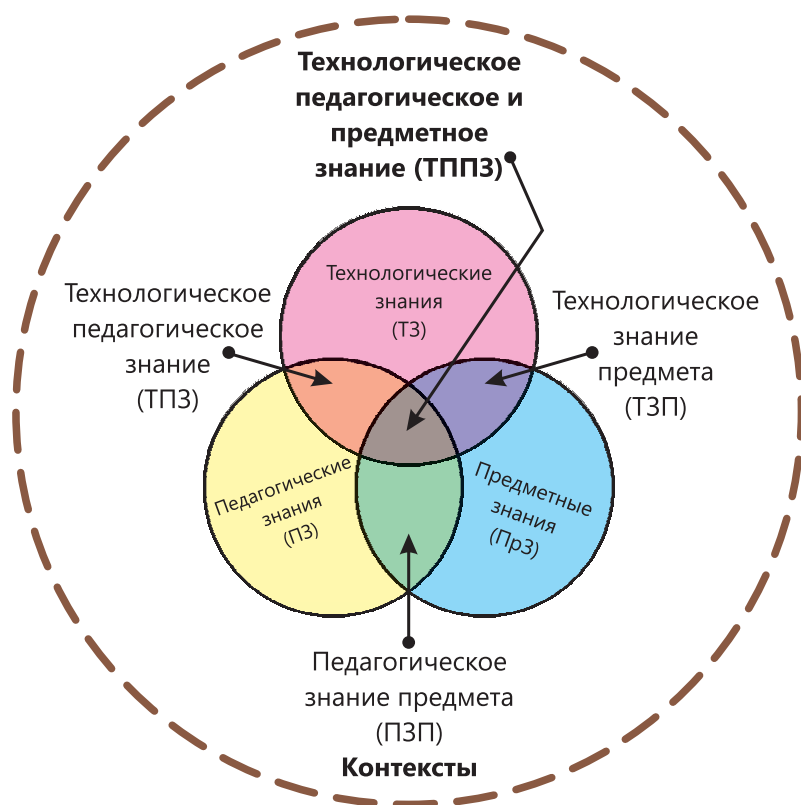 Технологическое
педагогическое и
предметное
знание (ТППЗ)
Технологические
знания
(ТЗ)
Технологическое
педагогическое
знание
(ТПЗ)
Технологическое
знание
предмета
(ТЗП)
Педагогические
знания
(ПЗ)
Предметные
знания
(ПрЗ)
Педагогическое
знание предмета
(ПЗП)
Контексты